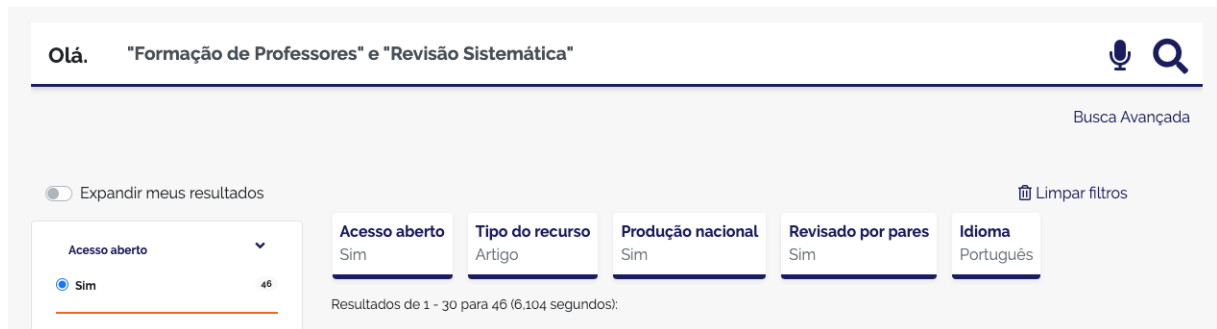 Olá. "Formação de Professores" e "Revisão Sistemática"
Busca Avançada
Expandir meus resultados
Limpar filtros
Acesso aberto
Sim 46
Acesso aberto
Sim
Tipo do recurso
Artigo
Produção nacional
Sim
Revisado por pares
Sim
Idioma
Português
Resultados de 1 - 30 para 46 (6,104 segundos):